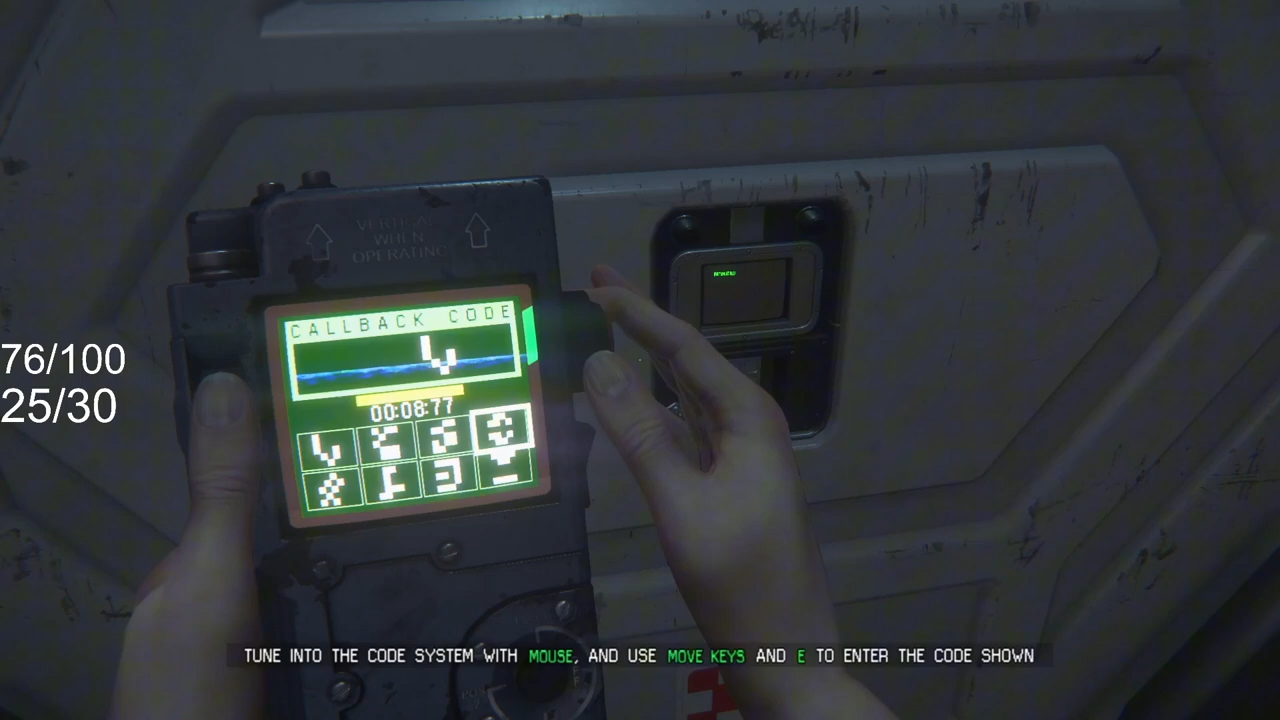 VERTICAL
WHEN
OPERATING
CALLBACK CODE
00:08:77
76/100
25/30
TUNE INTO THE CODE SYSTEM WITH MOUSE, AND USE MOVE KEYS AND E TO ENTER THE CODE SHOWN